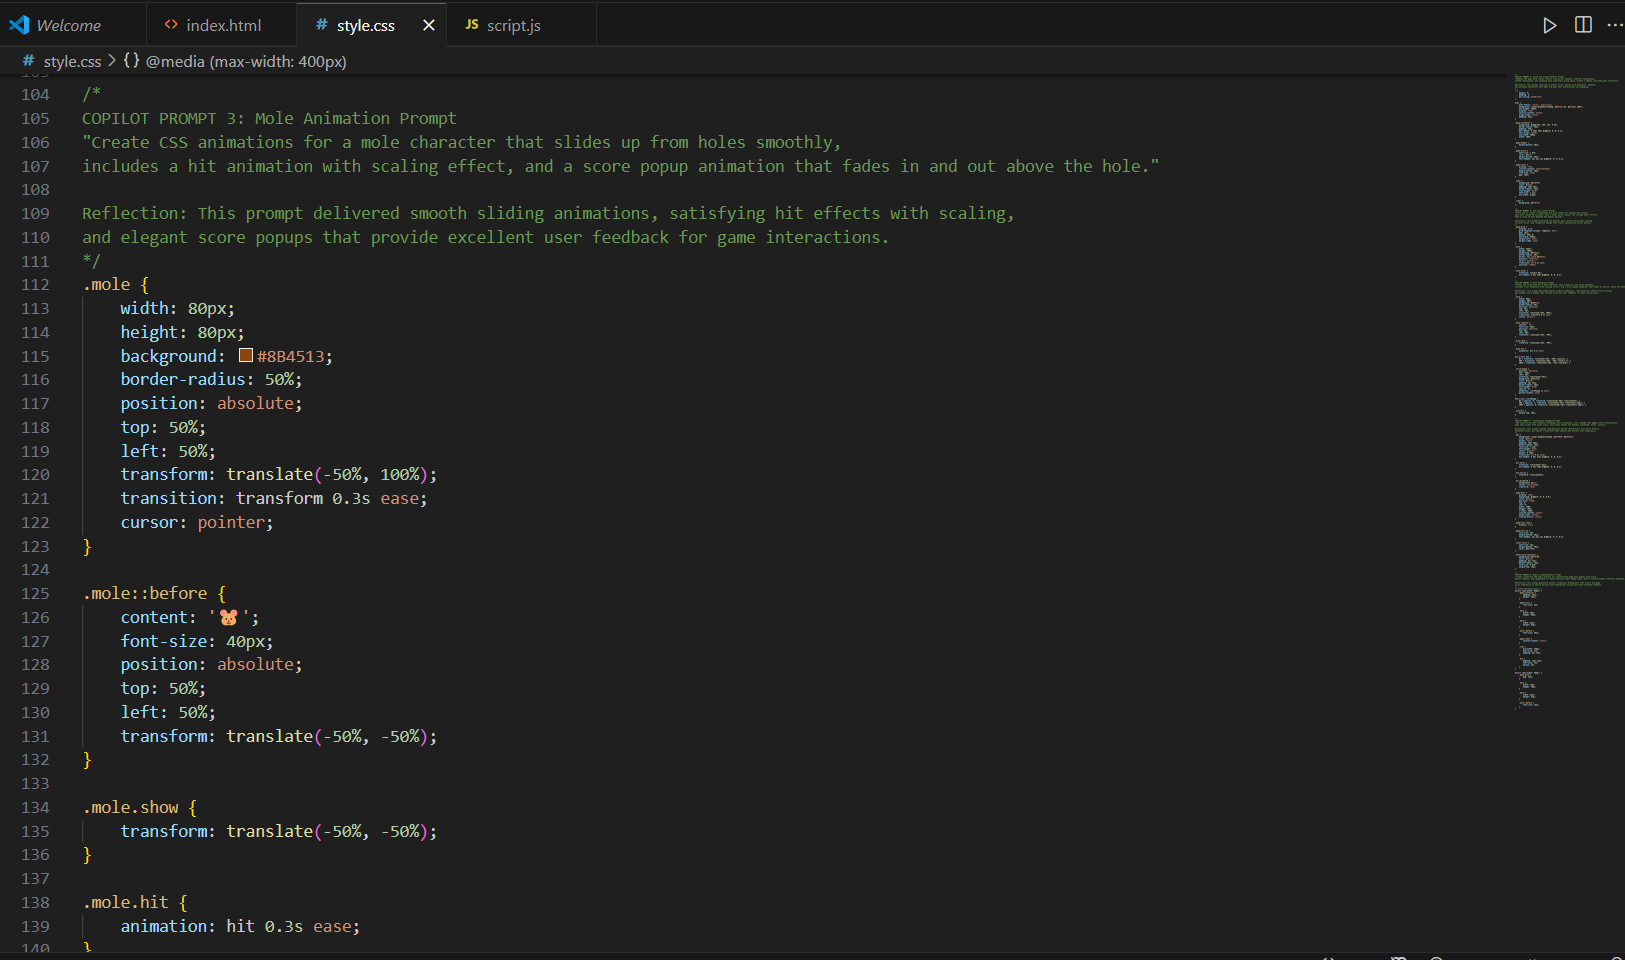 Welcome
index.html
style.css
JS script.js
style.css > {} @media (max-width: 400px)
104 /*
105 COPILOT PROMPT 3: Mole Animation Prompt
106 "Create CSS animations for a mole character that slides up from holes smoothly,
107 includes a hit animation with scaling effect, and a score popup animation that fades in and out above the hole."
108
109 Reflection: This prompt delivered smooth sliding animations, satisfying hit effects with scaling,
110 and elegant score popups that provide excellent user feedback for game interactions.
111 */
112 .mole {
113 width: 80px;
114 height: 80px;
115 background: #8B4513;
116 border-radius: 50%;
117 position: absolute;
118 top: 50%;
119 left: 50%;
120 transform: translate(-50%, 100%);
121 transition: transform 0.3s ease;
122 cursor: pointer;
123 }
124
125 .mole::before {
126 content: '🐭';
127 font-size: 40px;
128 position: absolute;
129 top: 50%;
130 left: 50%;
131 transform: translate(-50%, -50%);
132 }
133
134 .mole.show {
135 transform: translate(-50%, -50%);
136 }
137
138 .mole.hit {
139 animation: hit 0.3s ease;
140 }